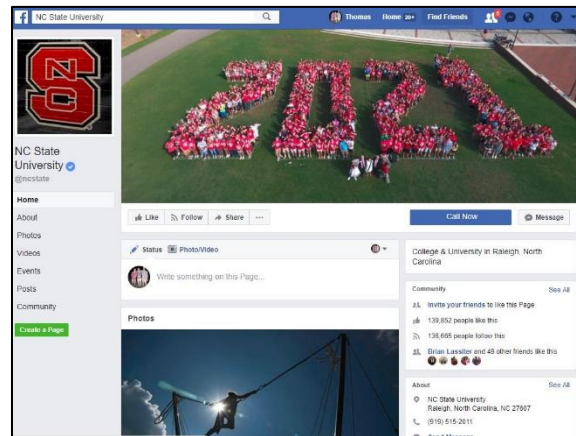 NC State University
Thomas
Home 20+
Find Friends
2021
NC State
University
@ncstate
Home
About
Photos
Videos
Events
Posts
Community
Create a Page
Like
Follow
Share
Call Now
Message
Status
Photo/Video
Write something on this Page...
Photos
College & University in Raleigh, North
Carolina
Community
See All
Invite your friends to like this Page
139,852 people like this
136,665 people follow this
Brian Lassiter and 49 other friends like this
About
See All
NC State University
Raleigh, North Carolina, NC 27607
(919) 515-2011